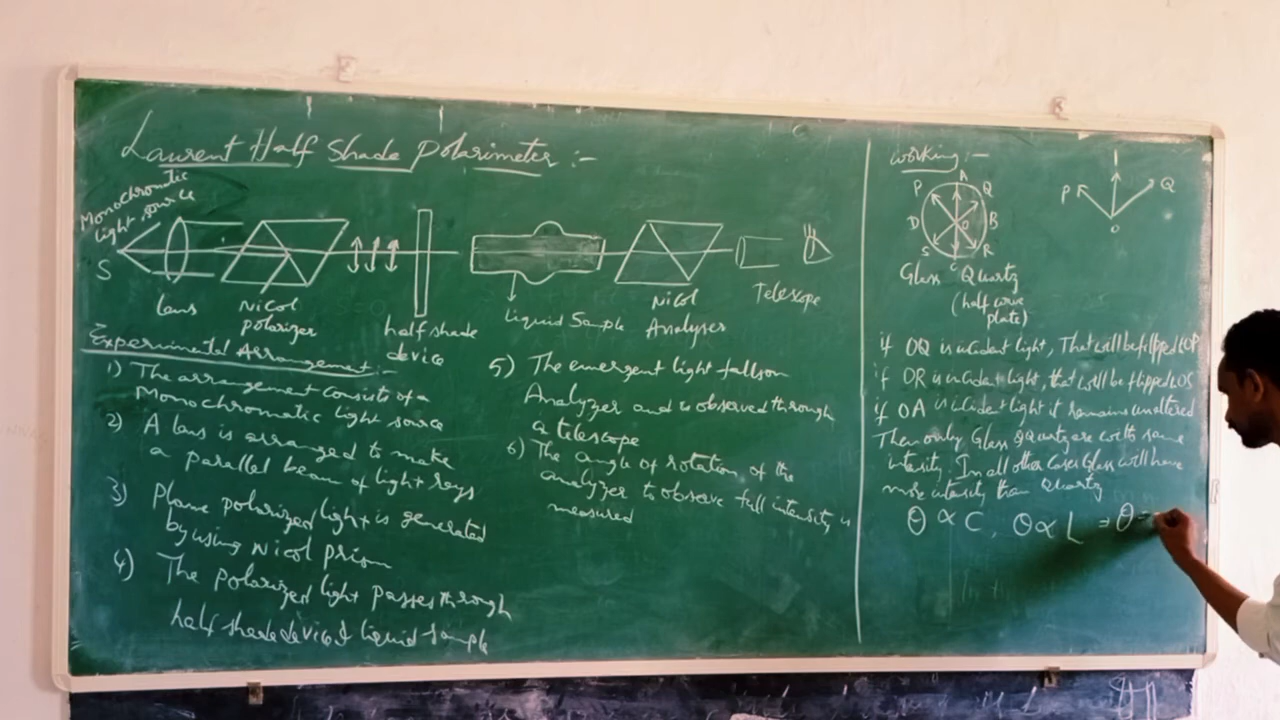 Laurent Half Shade Polarimeter :-
Monochromatic
light source
S
lens
Nicol
polarizer
half shade
device
liquid Sample
Nicol
Analyser
Telescope
Experimental Arrangement :-
1) The arrangement consists of a
Monochromatic light source
2) A lens is arranged to make
a parallel beam of light rays
3) Plane polarized light is generated
by using Nicol prism
4) The polarized light passes through
half shade device & liquid sample
5) The emergent light falls on
Analyzer and is observed through
a telescope
6) The angle of rotation of the
analyzer to observe full intensity is
measured
working :-
A
P Q
D B
S R
C
Glass Quartz
(half wave
plate)
P Q
o
if OQ is incident light, That will be flipped to OP
if OR is incident light, that will be flipped to OS
if OA is incident light it remains unaltered
Then only Glass & Quartz are with same
intensity. In all other cases Glass will have
more intensity than Quartz
θ ∝ C, θ ∝ L = θ =